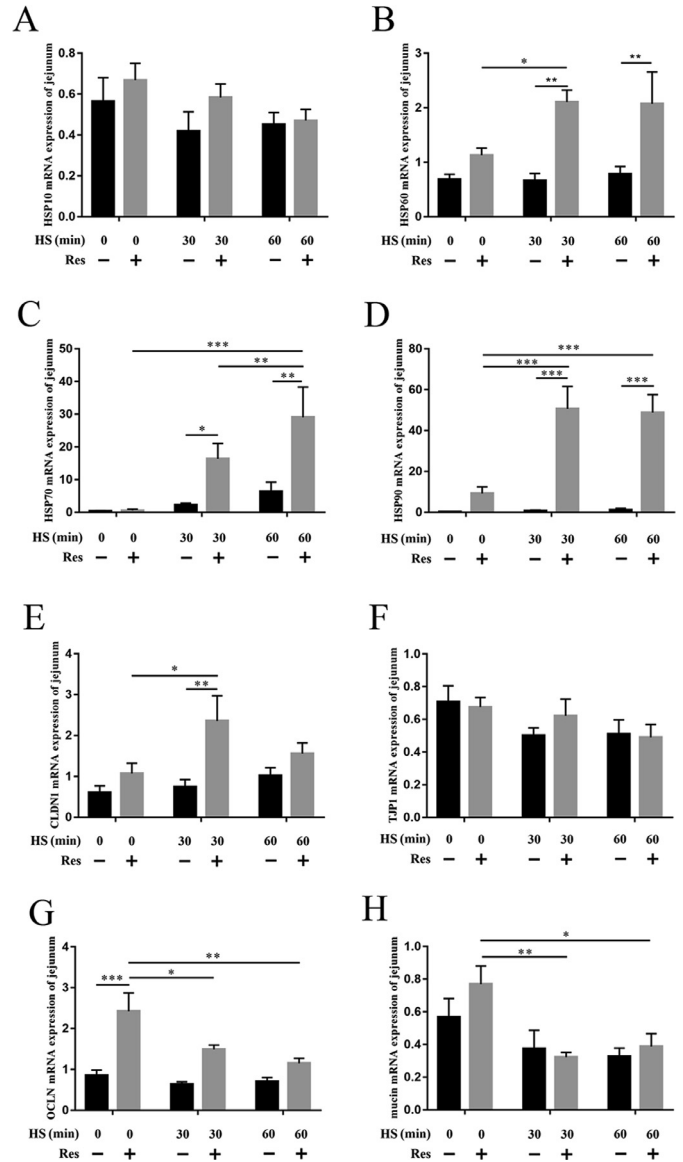 A
HSP10 mRNA expression of jejunum
0.8
0.6
0.4
0.2
0.0
HS (min) 0 0 30 30 60 60
Res − + − + − +
B
HSP60 mRNA expression of jejunum
3
2
1
0
* ** **
HS (min) 0 0 30 30 60 60
Res − + − + − +
C
HSP70 mRNA expression of jejunum
50
40
30
20
10
0
***
**
**
*
HS (min) 0 0 30 30 60 60
Res − + − + − +
D
HSP90 mRNA expression of jejunum
80
60
40
20
0
***
***
*** ***
HS (min) 0 0 30 30 60 60
Res − + − + − +
E
CLDN1 mRNA expression of jejunum
4
3
2
1
0
*
**
HS (min) 0 0 30 30 60 60
Res − + − + − +
F
TJP1 mRNA expression of jejunum
1.0
0.8
0.6
0.4
0.2
0.0
HS (min) 0 0 30 30 60 60
Res − + − + − +
G
OCLN mRNA expression of jejunum
4
3
2
1
0
**
*** *
HS (min) 0 0 30 30 60 60
Res − + − + − +
H
mucin mRNA expression of jejunum
1.0
0.8
0.6
0.4
0.2
0.0
*
**
HS (min) 0 0 30 30 60 60
Res − + − + − +